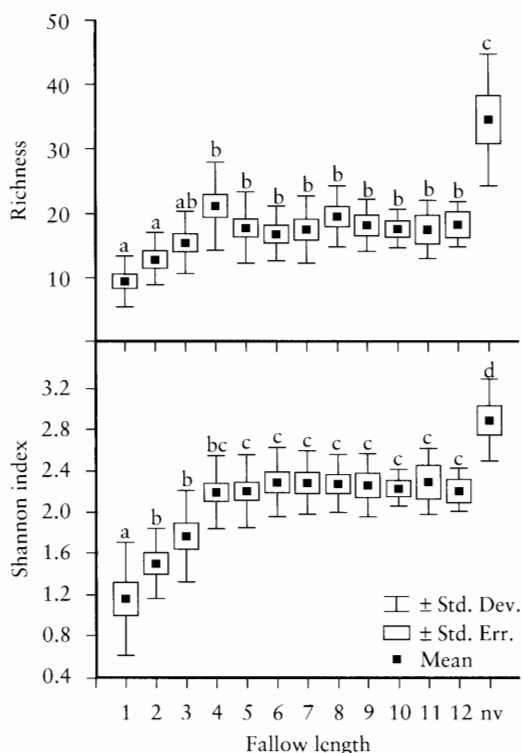 50
40
30
20
10
Richness
a a ab b b b b b b b b b c
3.2
2.8
2.4
2.0
1.6
1.2
0.8
0.4
Shannon index
a b b bc c c c c c c c c d
± Std. Dev.
± Std. Err.
Mean
1 2 3 4 5 6 7 8 9 10 11 12 nv
Fallow length